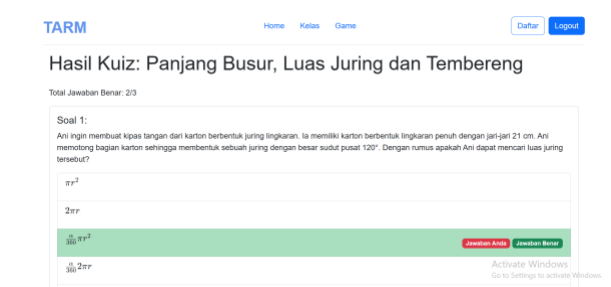 TARM Home Kelas Game Daftar Logout
Hasil Kuiz: Panjang Busur, Luas Juring dan Tembereng
Total Jawaban Benar: 2/3
Soal 1:
Ani ingin membuat kipas tangan dari karton berbentuk juring lingkaran. Ia memiliki karton berbentuk lingkaran penuh dengan jari-jari 21 cm. Ani
memotong bagian karton sehingga membentuk sebuah juring dengan besar sudut pusat 120°. Dengan rumus apakah Ani dapat mencari luas juring
tersebut?
πr²
2πr
α/360 πr² Jawaban Anda Jawaban Benar
α/360 2πr
Activate Windows
Go to Settings to activate Windows.